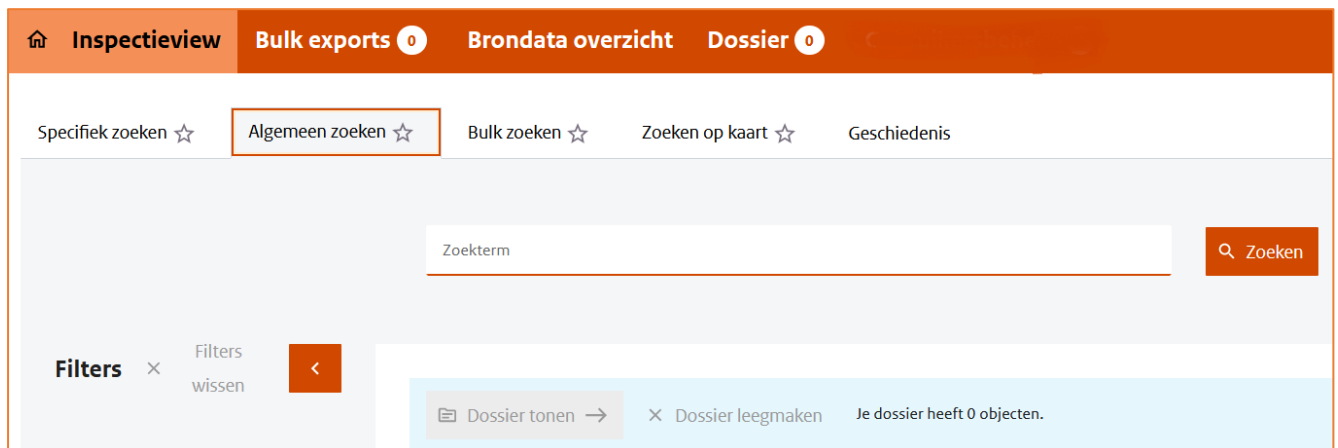 Inspectieview Bulk exports 0 Brondata overzicht Dossier 0
Specifiek zoeken Algemeen zoeken Bulk zoeken Zoeken op kaart Geschiedenis
Zoekterm Zoeken
Filters Filters wissen
Dossier tonen Dossier leegmaken Je dossier heeft 0 objecten.